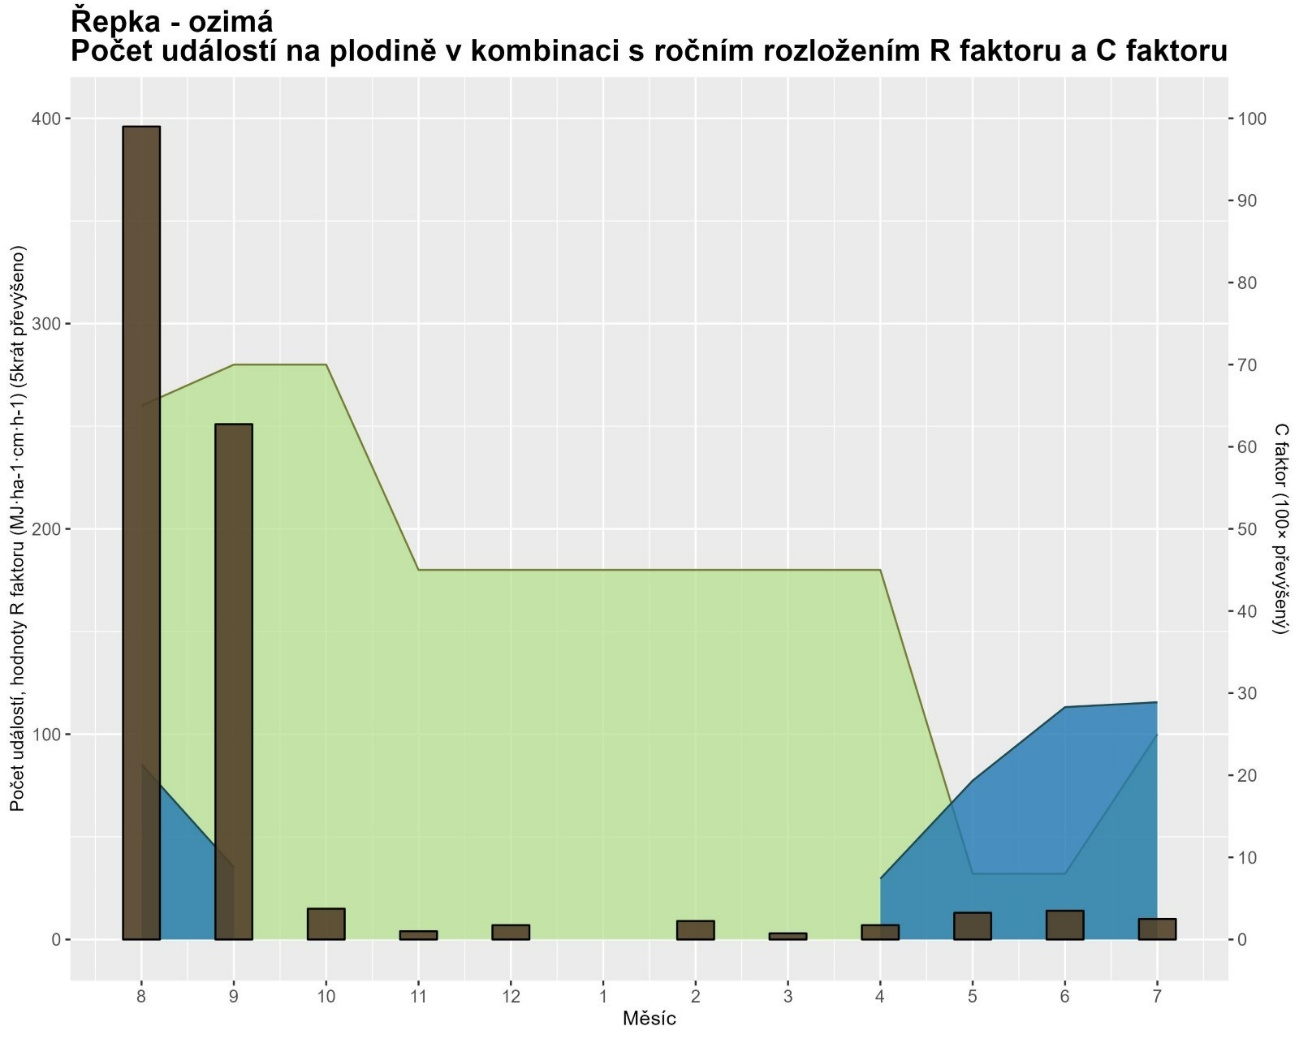 Řepka - ozimá
Počet událostí na plodině v kombinaci s ročním rozložením R faktoru a C faktoru
Počet událostí, hodnoty R faktoru (MJ·ha-1·cm·h-1) (5krát převýšeno)
400
300
200
100
0
100
90
80
70
60
50
40
30
20
10
0
C faktor (100× převýšený)
8 9 10 11 12 1 2 3 4 5 6 7
Měsíc